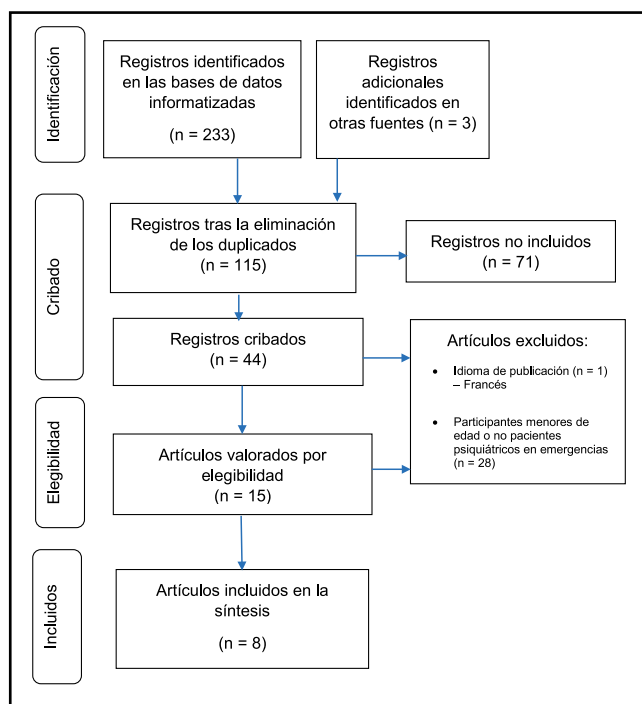 Identificación
Registros identificados
en las bases de datos
informatizadas
(n = 233)
Registros
adicionales
identificados en
otras fuentes (n = 3)
Cribado
Registros tras la eliminación
de los duplicados
(n = 115)
Registros no incluidos
(n = 71)
Registros cribados
(n = 44)
Artículos excluidos:
• Idioma de publicación (n = 1)
– Francés
• Participantes menores de
edad o no pacientes
psiquiátricos en emergencias
(n = 28)
Elegibilidad
Artículos valorados por
elegibilidad
(n = 15)
Incluidos
Artículos incluidos en la
síntesis
(n = 8)